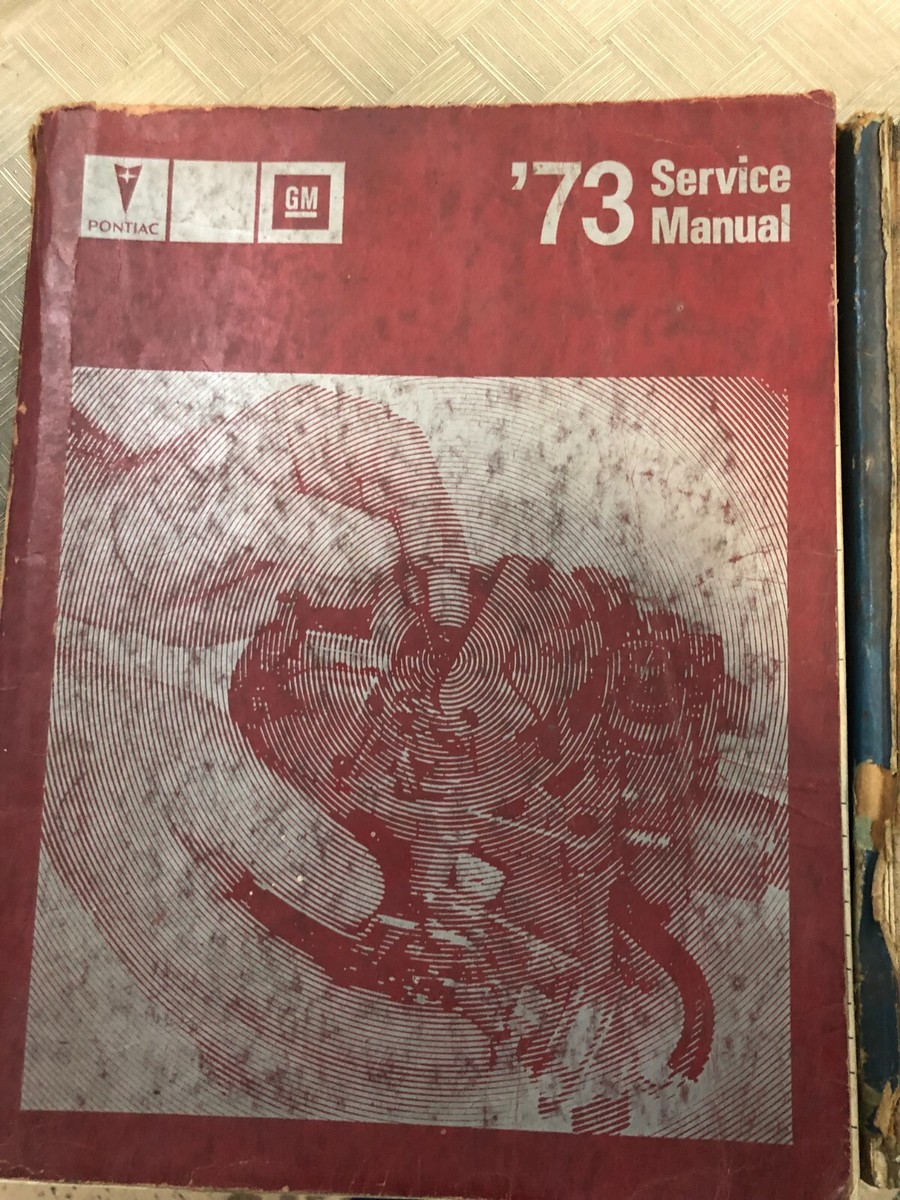 PONTIAC
GM
'73 Service
Manual